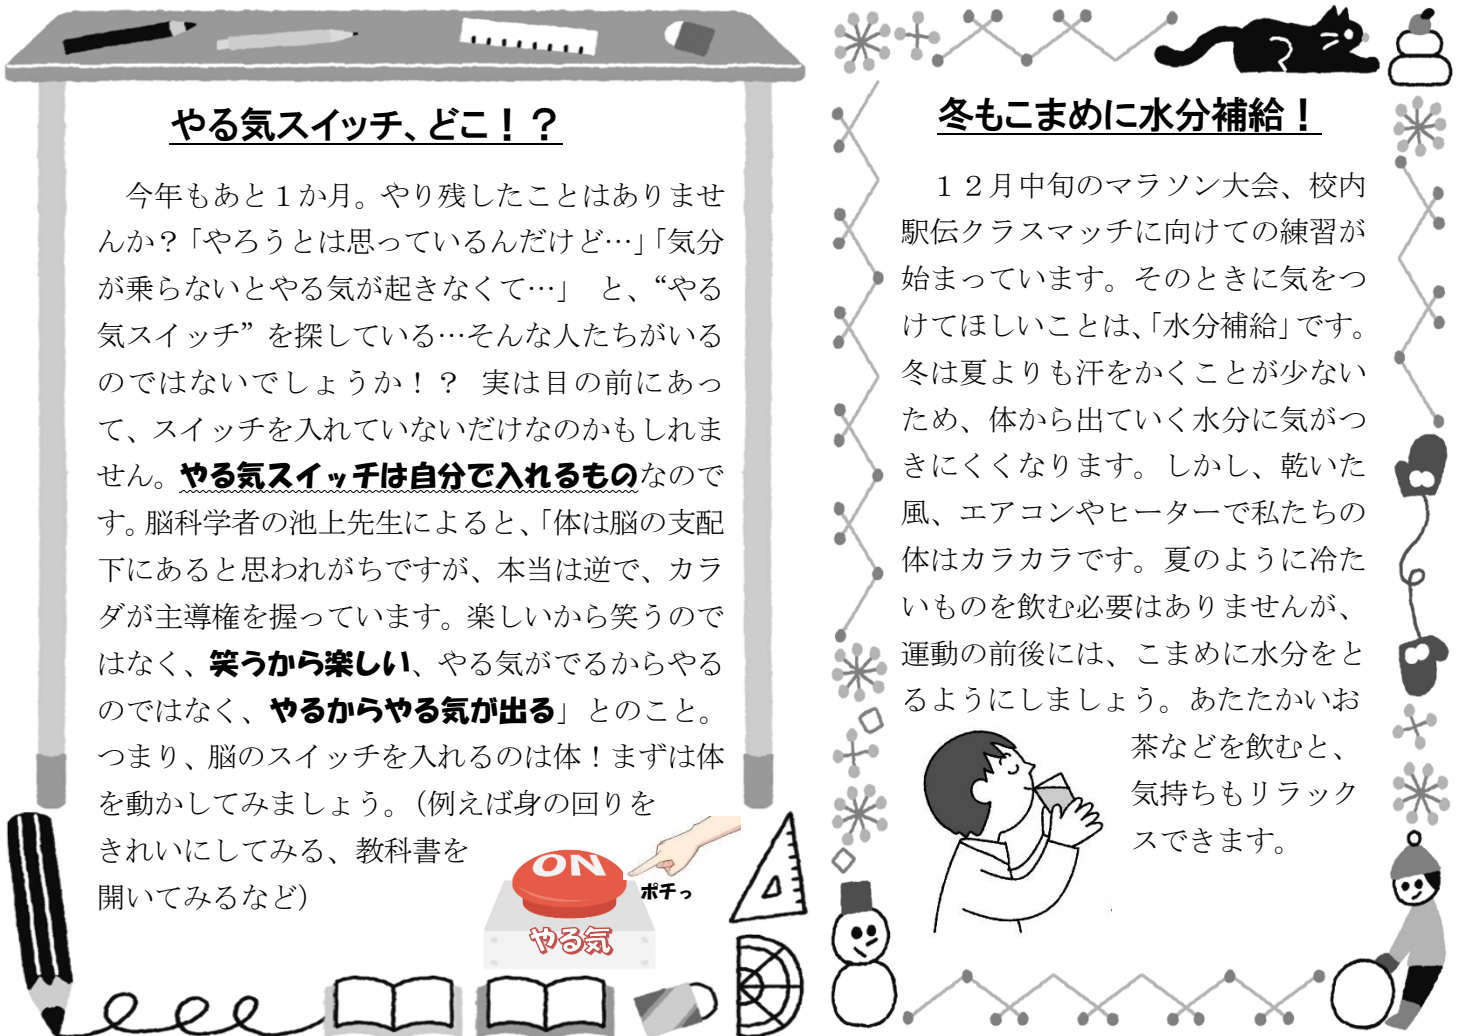 やる気スイッチ、どこ！？
今年もあと１か月。やり残したことはありませ
んか？「やろうとは思っているんだけど…」「気分
が乗らないとやる気が起きなくて…」 と、“やる
気スイッチ” を探している…そんな人たちがいる
のではないでしょうか！？ 実は目の前にあっ
て、スイッチを入れていないだけなのかもしれま
せん。やる気スイッチは自分で入れるものなので
す。脳科学者の池上先生によると、「体は脳の支配
下にあると思われがちですが、本当は逆で、カラ
ダが主導権を握っています。楽しいから笑うので
はなく、笑うから楽しい、やる気がでるからやる
のではなく、やるからやる気が出る」とのこと。
つまり、脳のスイッチを入れるのは体！まずは体
を動かしてみましょう。（例えば身の回りを
きれいにしてみる、教科書を
開いてみるなど）
ON
ポチっ
やる気
冬もこまめに水分補給！
１２月中旬のマラソン大会、校内
駅伝クラスマッチに向けての練習が
始まっています。そのときに気をつ
けてほしいことは、「水分補給」です。
冬は夏よりも汗をかくことが少ない
ため、体から出ていく水分に気がつ
きにくくなります。しかし、乾いた
風、エアコンやヒーターで私たちの
体はカラカラです。夏のように冷た
いものを飲む必要はありませんが、
運動の前後には、こまめに水分をと
るようにしましょう。あたたかいお
茶などを飲むと、
気持ちもリラック
スできます。